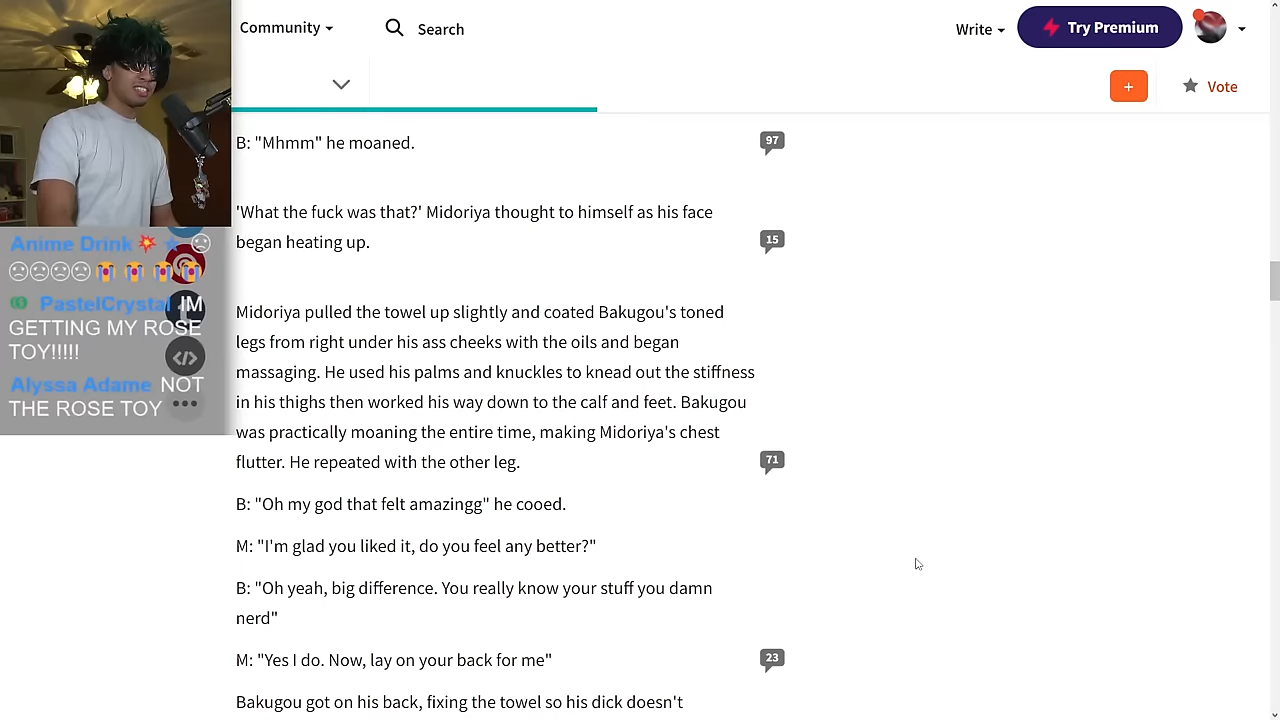 Community
Search
Write
Try Premium
+
Vote
B: "Mhmm" he moaned.
97
'What the fuck was that?' Midoriya thought to himself as his face
began heating up.
15
Midoriya pulled the towel up slightly and coated Bakugou's toned
legs from right under his ass cheeks with the oils and began
massaging. He used his palms and knuckles to knead out the stiffness
in his thighs then worked his way down to the calf and feet. Bakugou
was practically moaning the entire time, making Midoriya's chest
flutter. He repeated with the other leg.
71
B: "Oh my god that felt amazingg" he cooed.
M: "I'm glad you liked it, do you feel any better?"
B: "Oh yeah, big difference. You really know your stuff you damn
nerd"
M: "Yes I do. Now, lay on your back for me"
23
Bakugou got on his back, fixing the towel so his dick doesn't
Anime Drink
PastelCrystal IM
GETTING MY ROSE
TOY!!!!!
Alyssa Adame NOT
THE ROSE TOY